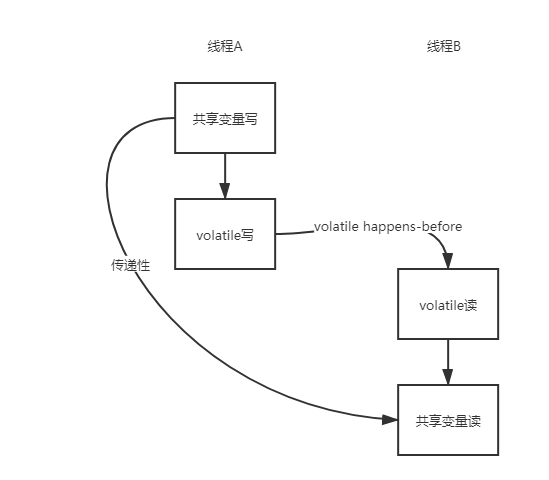 线程A
线程B
共享变量写
volatile写
volatile happens-before
传递性
volatile读
共享变量读